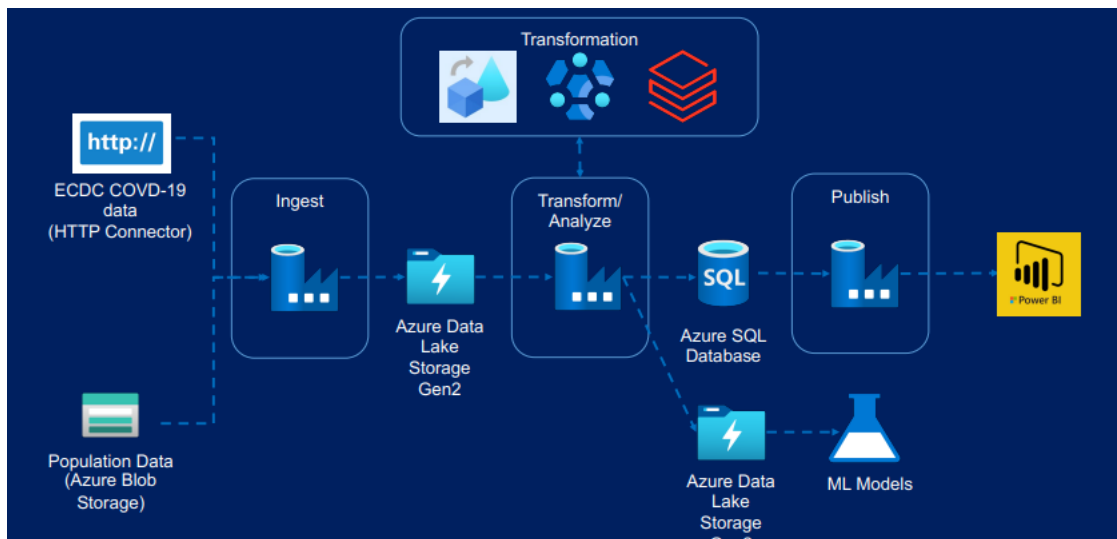 Transformation
http://
ECDC COVD-19
data
(HTTP Connector)
Ingest
Transform/
Analyze
Publish
SQL
Power BI
Azure Data
Lake
Storage
Gen2
Azure SQL
Database
Population Data
(Azure Blob
Storage)
Azure Data
Lake
Storage
ML Models